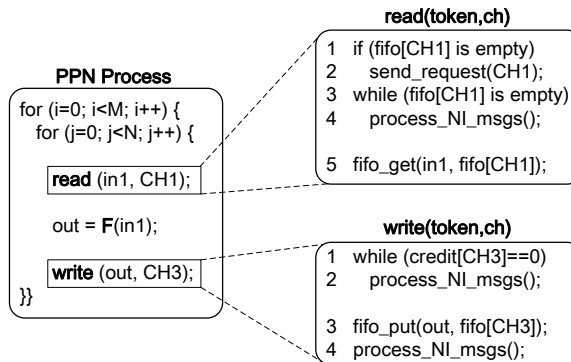 PPN Process
for (i=0; i<M; i++) {
for (j=0; j<N; j++) {
read (in1, CH1);
out = F(in1);
write (out, CH3);
}}
read(token,ch)
1 if (fifo[CH1] is empty)
2 send_request(CH1);
3 while (fifo[CH1] is empty)
4 process_NI_msgs();
5 fifo_get(in1, fifo[CH1]);
write(token,ch)
1 while (credit[CH3]==0)
2 process_NI_msgs();
3 fifo_put(out, fifo[CH3]);
4 process_NI_msgs();